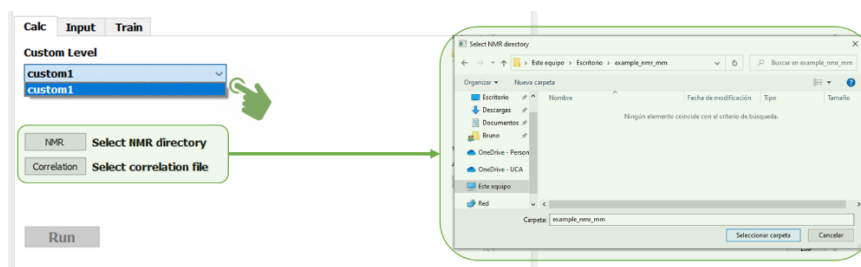 Calc Input Train
Custom Level
custom1
custom1
NMR Select NMR directory
Correlation Select correlation file
Run
Select NMR directory
Este equipo > Escritorio > example_nmr_mm
Buscar en example_nmr_mm
Organizar Nueva carpeta
Nombre Fecha de modificación Tipo Tamaño
Ningún elemento coincide con el criterio de búsqueda.
Escritorio
Descargas
Documentos
Bruno
OneDrive - Person
OneDrive - UCA
Este equipo
Red
Carpeta: example_nmr_mm
Seleccionar carpeta Cancelar